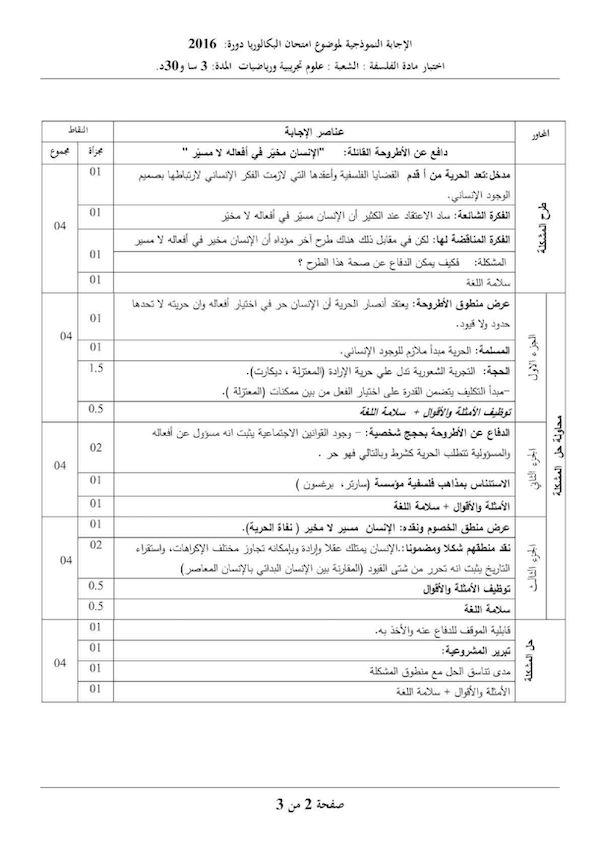 الإجابة النموذجية لموضوع امتحان البكالوريا دورة: 2016
اختبار مادة الفلسفة : الشعبة : علوم تجريبية ورياضيات المدة: 3 سا و30د.
المحاور
عناصر الإجابة
النقاط
دافع عن الأطروحة القائلة: "الإنسان مخيّر في أفعاله لا مسيّر "
مجزأة
مجموع
طرح المشكلة
مدخل:تعد الحرية من أ قدم القضايا الفلسفية وأعقدها التي لازمت الفكر الإنساني لارتباطها بصميم
الوجود الإنساني.
01
04
الفكرة الشائعة: ساد الاعتقاد عند الكثير أن الإنسان مسيّر في أفعاله لا مخيّر
01
الفكرة المناقضة لها: لكن في مقابل ذلك هناك طرح آخر مؤداه أن الإنسان مخير في أفعاله لا مسير
المشكلة: فكيف يمكن الدفاع عن صحة هذا الطرح ؟
01
سلامة اللغة
01
محاولة حل المشكلة
الجزء الاول
عرض منطوق الأطروحة: يعتقد أنصار الحرية أن الإنسان حر في اختيار أفعاله وان حريته لا تحدها
حدود ولا قيود.
01
04
المسلمة: الحرية مبدأ ملازم للوجود الإنساني.
01
الحجة: التجربة الشعورية تدل علي حرية الإرادة (المعتزلة ، ديكارت).
1.5
–مبدأ التكليف يتضمن القدرة على اختيار الفعل من بين ممكنات (المعتزلة ).
توظيف الأمثلة والأقوال + سلامة اللغة
0.5
الجزء الثاني
الدفاع عن الأطروحة بحجج شخصية: – وجود القوانين الاجتماعية يثبت انه مسؤول عن أفعاله
والمسؤولية تتطلب الحرية كشرط وبالتالي فهو حر .
02
04
الاستئناس بمذاهب فلسفية مؤسسة (سارتر، برغسون )
01
الأمثلة والأقوال + سلامة اللغة
01
الجزء الثالث
عرض منطق الخصوم ونقده: الإنسان مسير لا مخير ( نفاة الحرية).
01
04
نقد منطقهم شكلا ومضمونا:.الإنسان يمتلك عقلا وإرادة وبإمكانه تجاوز مختلف الإكراهات، واستقراء
التاريخ يثبت انه تحرر من شتى القيود (المقارنة بين الإنسان البدائي بالإنسان المعاصر)
02
توظيف الأمثلة والأقوال
0.5
سلامة اللغة
0.5
حل المشكلة
قابلية الموقف للدفاع عنه والأخذ به.
01
04
تبرير المشروعية:
01
مدى تناسق الحل مع منطوق المشكلة
01
الأمثلة والأقوال + سلامة اللغة
01
صفحة 2 من 3